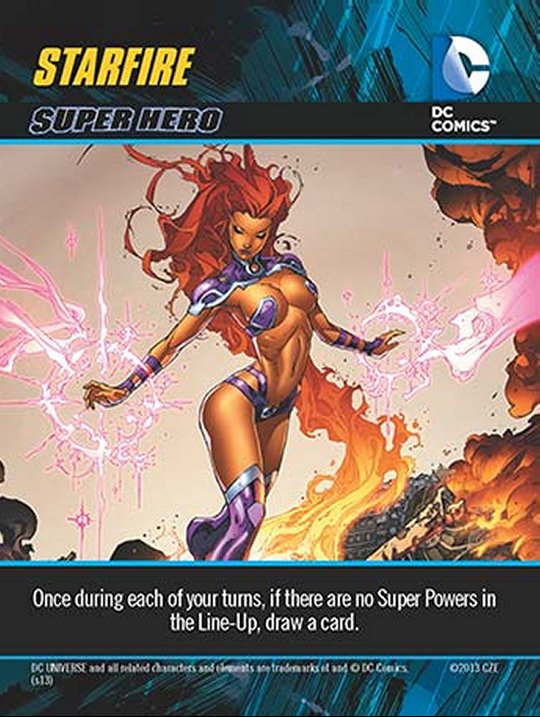 STARFIRE
SUPER HERO
DC
COMICS™
Once during each of your turns, if there are no Super Powers in
the Line-Up, draw a card.
DC UNIVERSE and all related characters and elements are trademarks of and © DC Comics. ©2013 CZE
(s13)